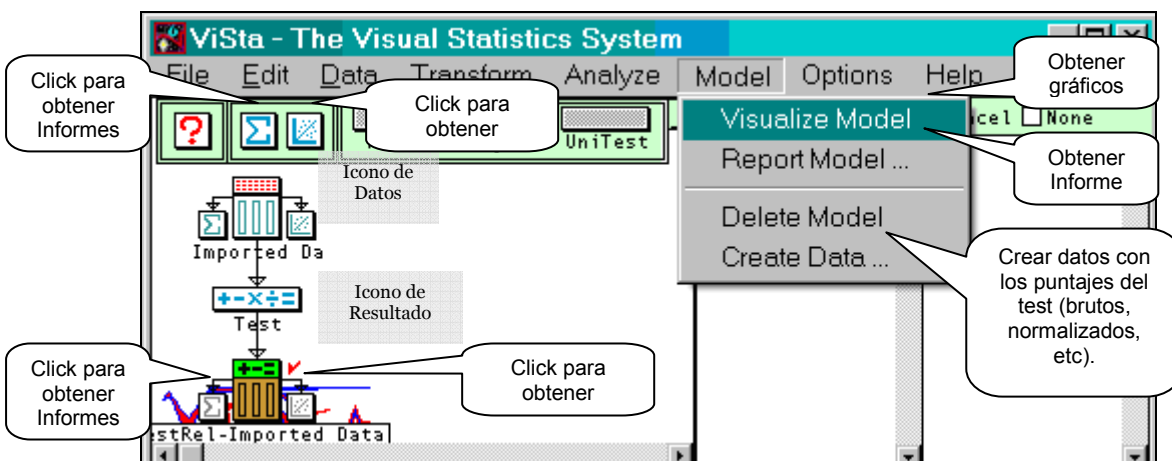 ViSta - The Visual Statistics System
File Edit Data Transform Analyze Model Options Help
Click para
obtener
Informes
Click para
obtener
Obtener
gráficos
?
Σ
UniTest
None
Visualize Model
Report Model ...
Delete Model
Create Data ...
Obtener
Informe
Crear datos con
los puntajes del
test (brutos,
normalizados,
etc).
Icono de
Datos
Σ
Imported Da
+-×÷=
Test
Icono de
Resultado
Click para
obtener
Informes
Click para
obtener
+-=
Σ
stRel-Imported Data